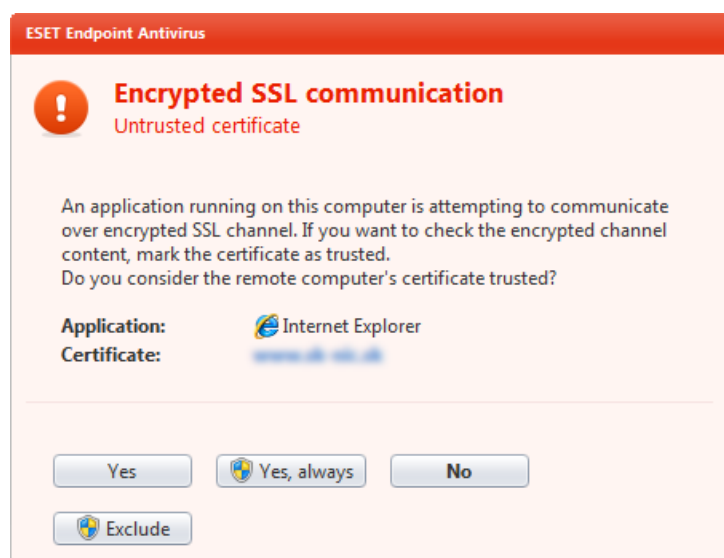 ESET Endpoint Antivirus
Encrypted SSL communication
Untrusted certificate
An application running on this computer is attempting to communicate
over encrypted SSL channel. If you want to check the encrypted channel
content, mark the certificate as trusted.
Do you consider the remote computer's certificate trusted?
Application: Internet Explorer
Certificate:
Yes Yes, always No
Exclude